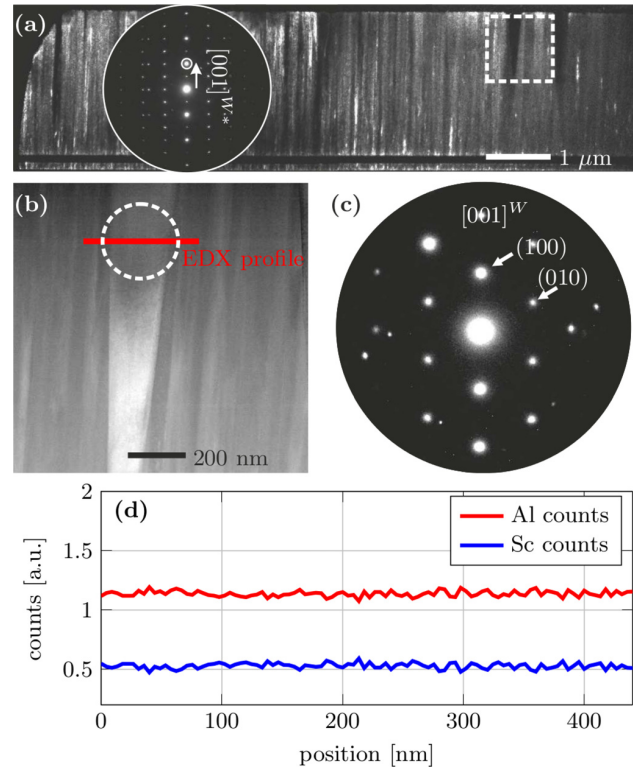 (a)
[001]W,*
1 μm
(b)
EDX profile
200 nm
(c)
[001]W
(100)
(010)
(d)
2
1.5
1
0.5
counts [a.u.]
Al counts
Sc counts
0 100 200 300 400
position [nm]